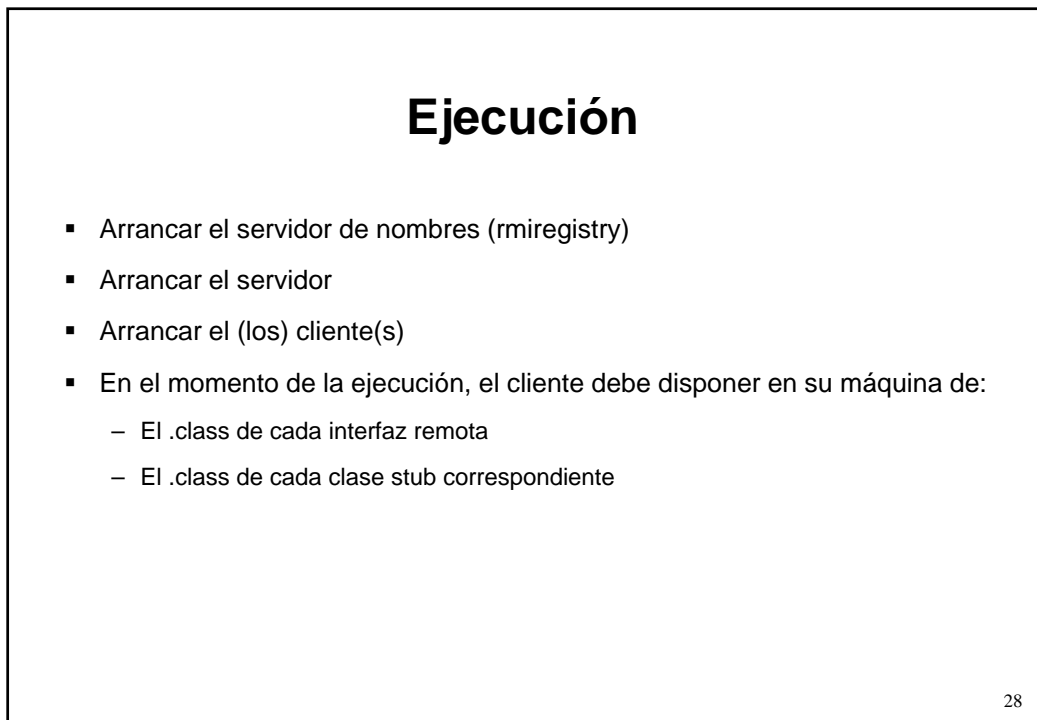 Ejecución
▪ Arrancar el servidor de nombres (rmiregistry)
▪ Arrancar el servidor
▪ Arrancar el (los) cliente(s)
▪ En el momento de la ejecución, el cliente debe disponer en su máquina de:
– El .class de cada interfaz remota
– El .class de cada clase stub correspondiente
28